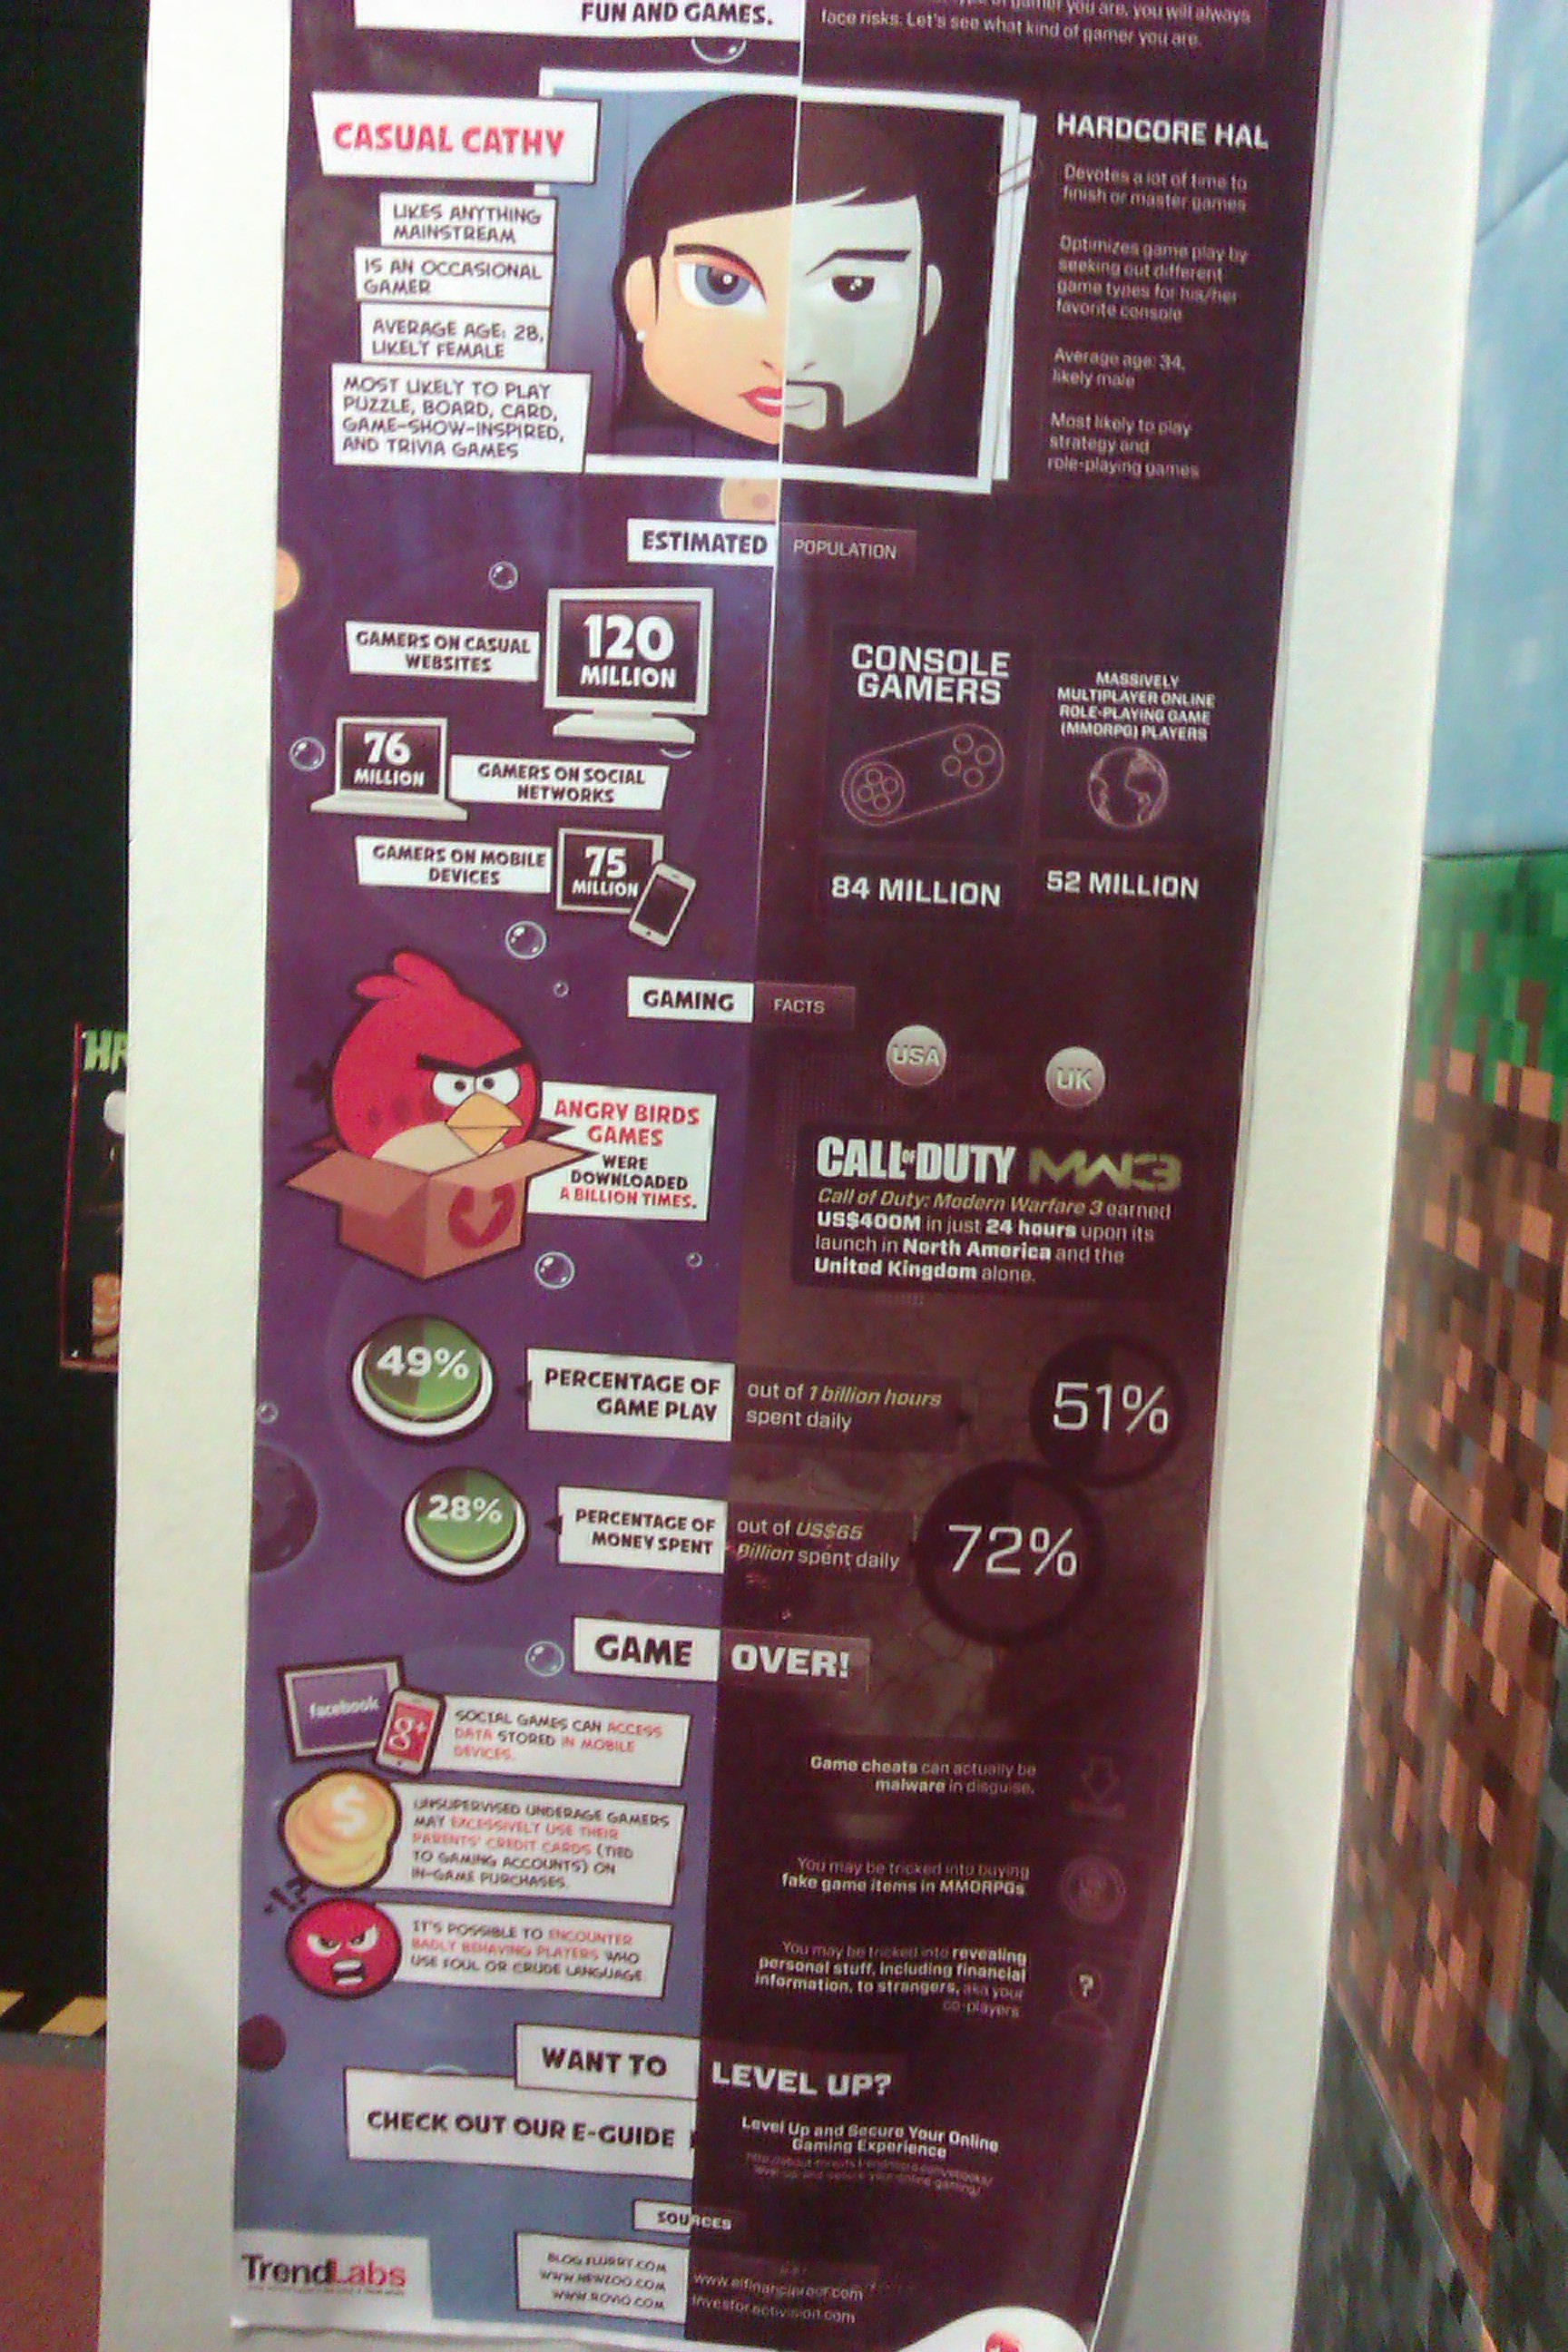 FUN AND GAMES.
you are, you will always
face risks. Let's see what kind of gamer you are.
CASUAL CATHY
LIKES ANYTHING
MAINSTREAM
IS AN OCCASIONAL
GAMER
AVERAGE AGE: 28,
LIKELY FEMALE
MOST LIKELY TO PLAY
PUZZLE, BOARD, CARD,
GAME-SHOW-INSPIRED,
AND TRIVIA GAMES
HARDCORE HAL
Devotes a lot of time to
finish or master games
Optimizes game play by
seeking out different
game types for his/her
favorite console
Average age: 34,
likely male
Most likely to play
strategy and
role-playing games
ESTIMATED POPULATION
GAMERS ON CASUAL
WEBSITES
120
MILLION
76
MILLION
GAMERS ON SOCIAL
NETWORKS
GAMERS ON MOBILE
DEVICES
75
MILLION
CONSOLE
GAMERS
84 MILLION
MASSIVELY
MULTIPLAYER ONLINE
ROLE-PLAYING GAME
(MMORPG) PLAYERS
52 MILLION
GAMING FACTS
ANGRY BIRDS
GAMES
WERE
DOWNLOADED
A BILLION TIMES.
USA
UK
CALL OF DUTY MW3
Call of Duty: Modern Warfare 3 earned
US$400M in just 24 hours upon its
launch in North America and the
United Kingdom alone.
49%
PERCENTAGE OF
GAME PLAY
out of 1 billion hours
spent daily
51%
28%
PERCENTAGE OF
MONEY SPENT
out of US$65
Billion spent daily
72%
GAME OVER!
facebook
g+
SOCIAL GAMES CAN ACCESS
DATA STORED IN MOBILE
DEVICES.
$
UNSUPERVISED UNDERAGE GAMERS
MAY EXCESSIVELY USE THEIR
PARENTS' CREDIT CARDS (TIED
TO GAMING ACCOUNTS) ON
IN-GAME PURCHASES.
IT'S POSSIBLE TO ENCOUNTER
BADLY BEHAVING PLAYERS WHO
USE FOUL OR CRUDE LANGUAGE.
Game cheats can actually be
malware in disguise.
You may be tricked into buying
fake game items in MMORPGs
You may be tricked into revealing
personal stuff, including financial
information, to strangers, aka your
co-players
?
WANT TO LEVEL UP?
CHECK OUT OUR E-GUIDE
Level Up and Secure Your Online
Gaming Experience
SOURCES
BLOG.FLURRY.COM
WWW.NEWZOO.COM
WWW.ROVIO.COM
investor.activision.com
TrendLabs